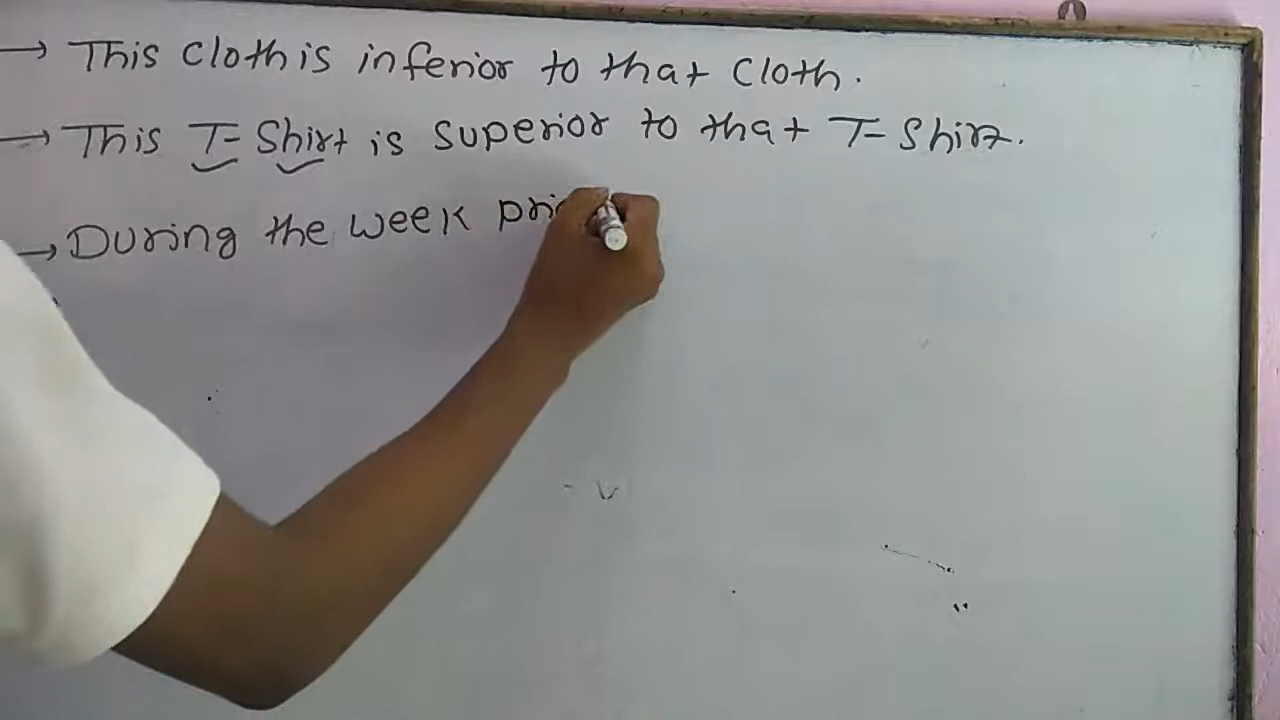 → This Cloth is inferior to that Cloth.
→ This T-Shirt is superior to that T-Shirt.
→ During the week